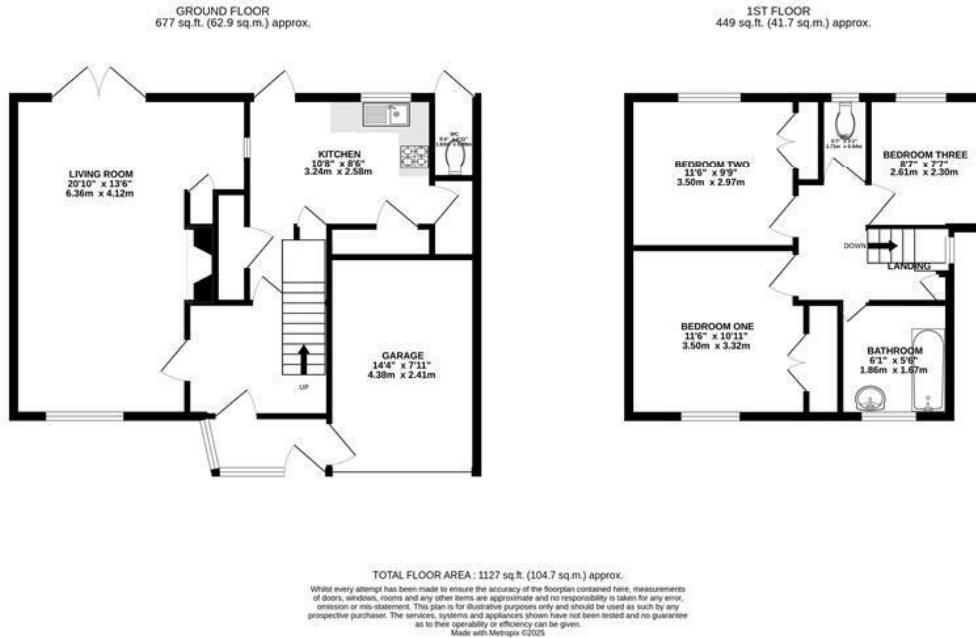 GROUND FLOOR
677 sq.ft. (62.9 sq.m.) approx.
1ST FLOOR
449 sq.ft. (41.7 sq.m.) approx.
LIVING ROOM
20'10" x 13'6"
6.36m x 4.12m
KITCHEN
10'8" x 8'6"
3.24m x 2.58m
WC
UP
GARAGE
14'4" x 7'11"
4.38m x 2.41m
BEDROOM TWO
11'6" x 9'9"
3.50m x 2.97m
BEDROOM THREE
8'7" x 7'7"
2.61m x 2.30m
DOWN
LANDING
BEDROOM ONE
11'6" x 10'11"
3.50m x 3.32m
BATHROOM
6'1" x 5'6"
1.86m x 1.67m
TOTAL FLOOR AREA : 1127 sq.ft. (104.7 sq.m.) approx.
Whilst every attempt has been made to ensure the accuracy of the floorplan contained here, measurements
of doors, windows, rooms and any other items are approximate and no responsibility is taken for any error,
omission or mis-statement. This plan is for illustrative purposes only and should be used as such by any
prospective purchaser. The services, systems and appliances shown have not been tested and no guarantee
as to their operability or efficiency can be given.
Made with Metropix ©2025